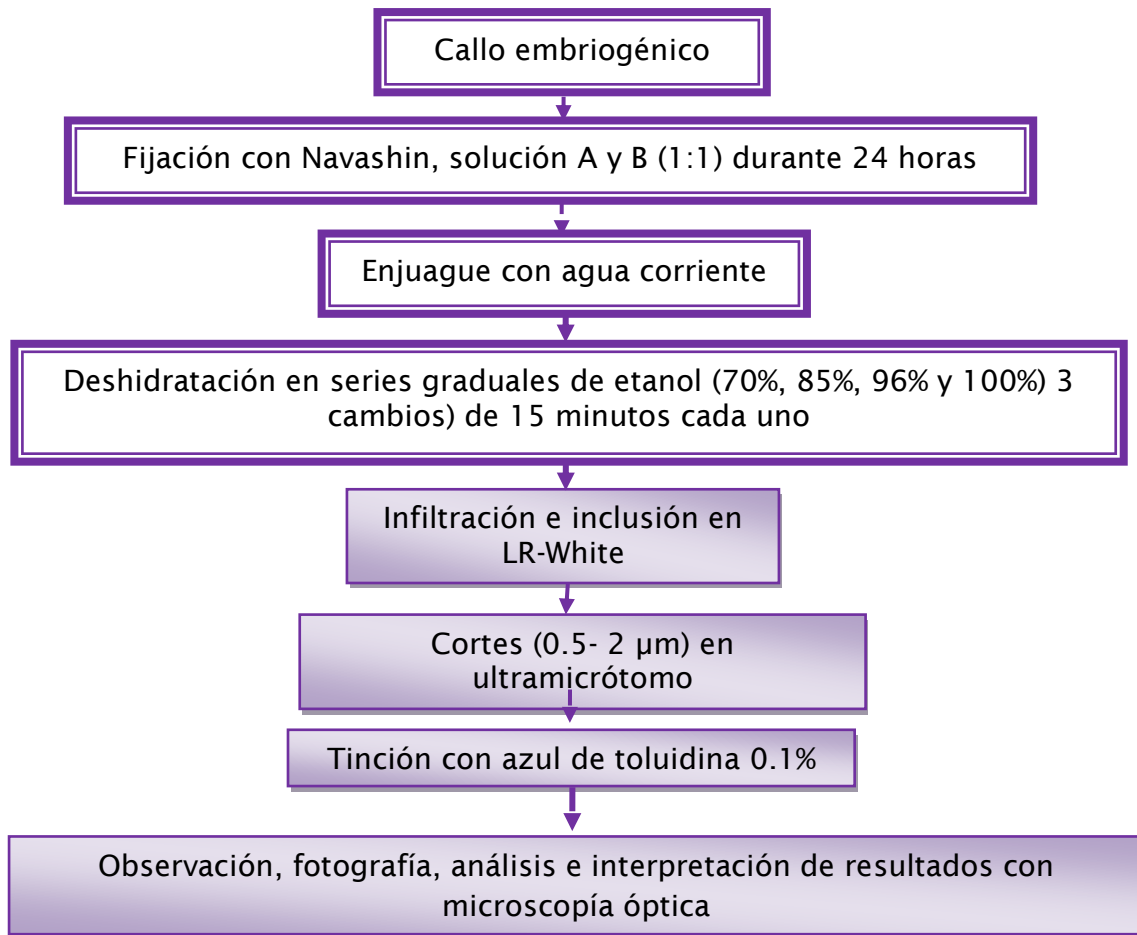 Callo embriogénico
Fijación con Navashin, solución A y B (1:1) durante 24 horas
Enjuague con agua corriente
Deshidratación en series graduales de etanol (70%, 85%, 96% y 100%) 3
cambios) de 15 minutos cada uno
Infiltración e inclusión en
LR-White
Cortes (0.5- 2 µm) en
ultramicrótomo
Tinción con azul de toluidina 0.1%
Observación, fotografía, análisis e interpretación de resultados con
microscopía óptica